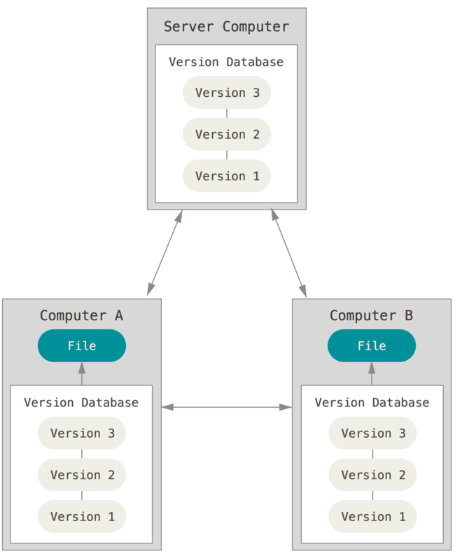 Server Computer
Version Database
Version 3
Version 2
Version 1
Computer A
File
Version Database
Version 3
Version 2
Version 1
Computer B
File
Version Database
Version 3
Version 2
Version 1